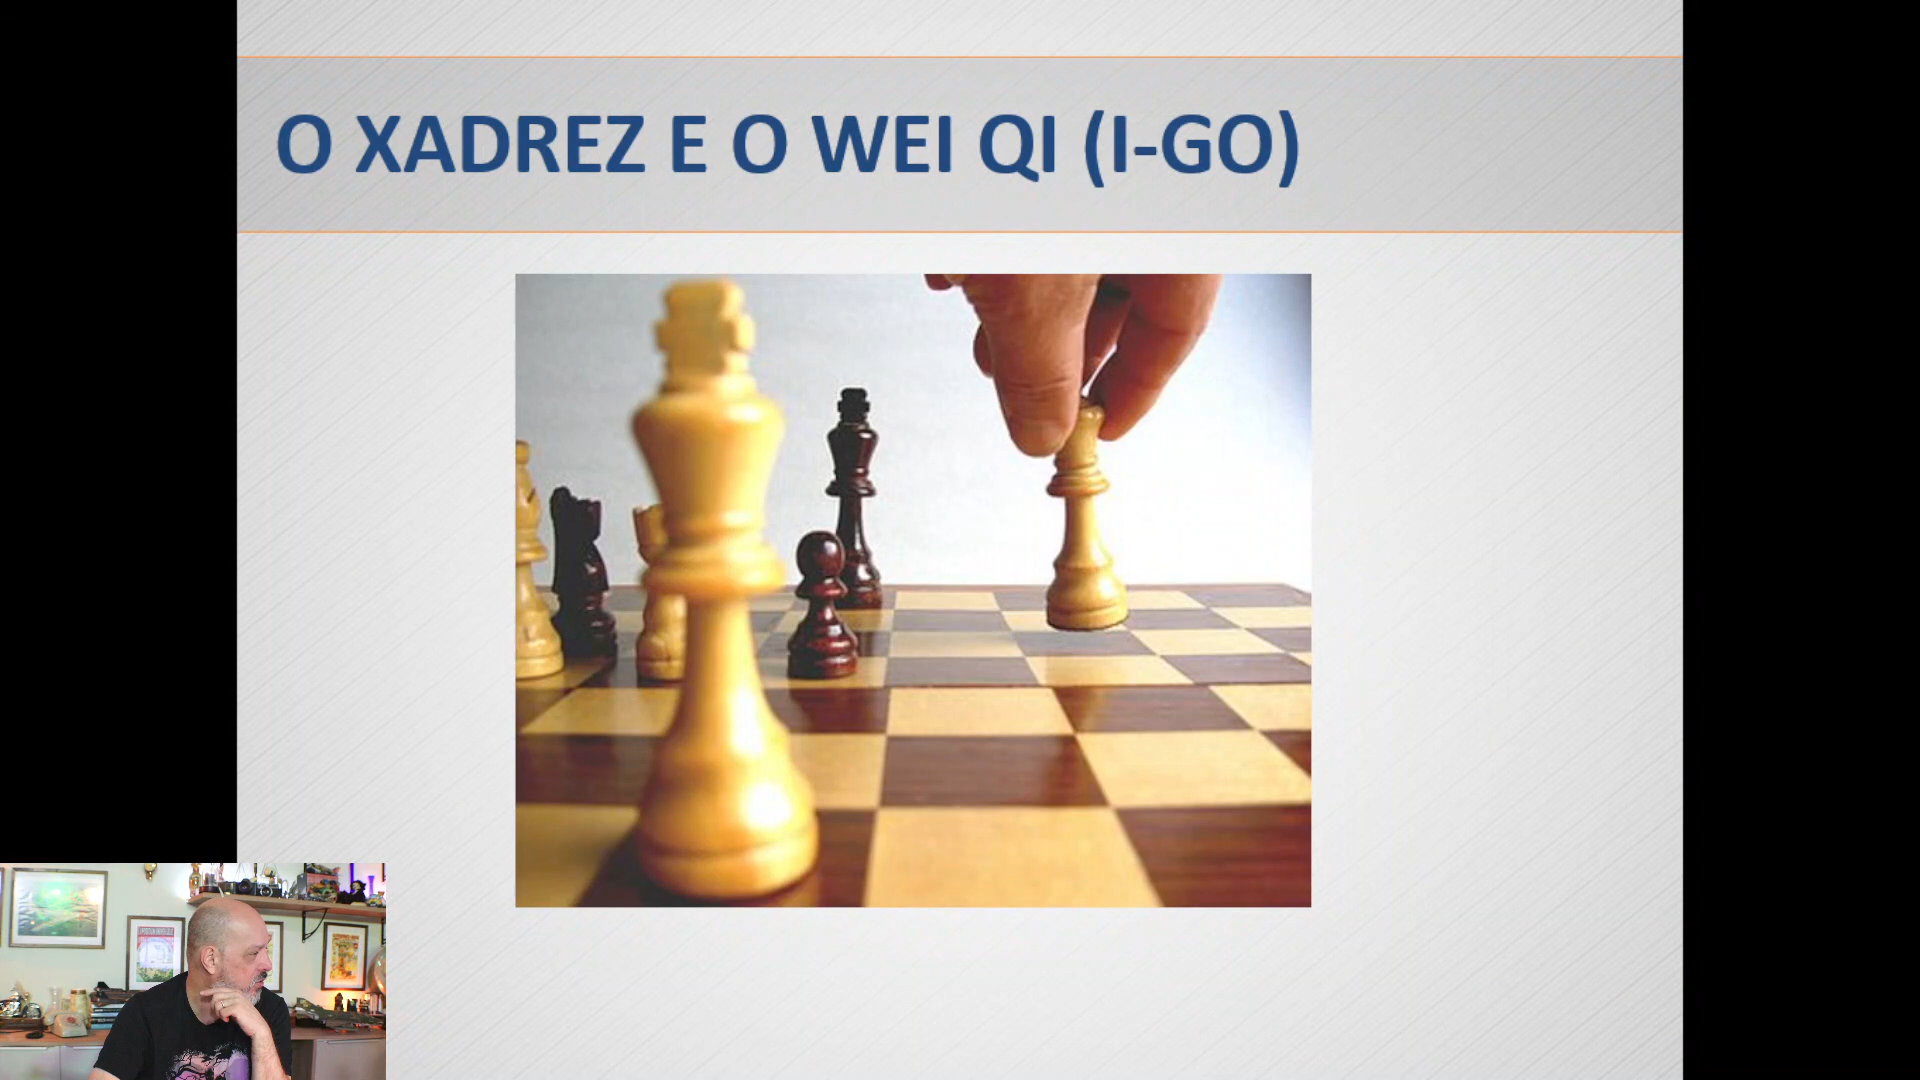 O XADREZ E O WEI QI (I-GO)